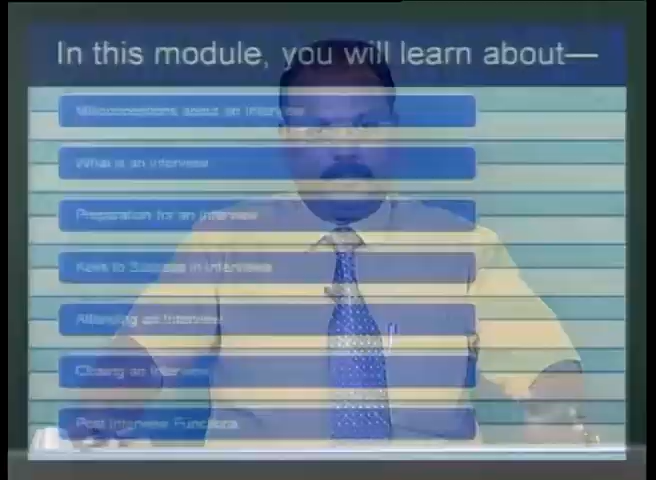 In this module, you will learn about—
Misconceptions about an Interview
What is an Interview
Preparation for an Interview
Keys to Success in Interviews
Attending an Interview
Closing an Interview
Post Interview Functions